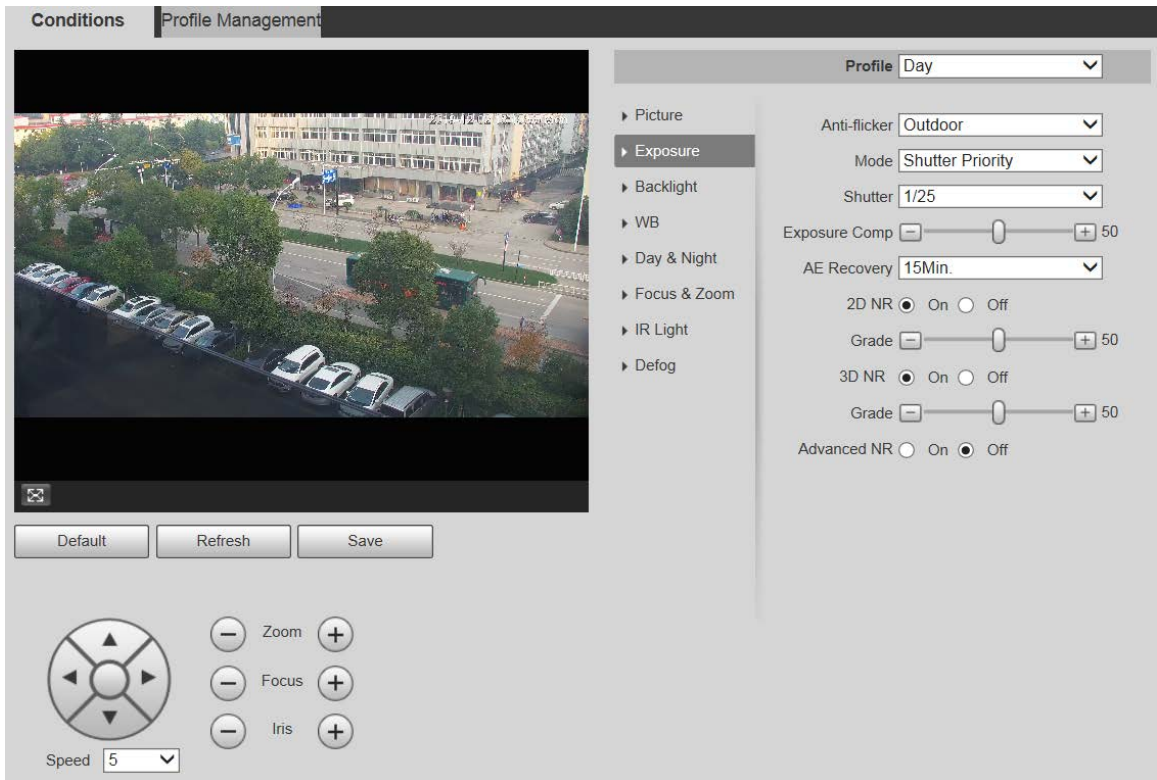 Conditions Profile Management
Profile Day
Picture
Exposure
Backlight
WB
Day & Night
Focus & Zoom
IR Light
Defog
Anti-flicker Outdoor
Mode Shutter Priority
Shutter 1/25
Exposure Comp 50
AE Recovery 15Min.
2D NR On Off
Grade 50
3D NR On Off
Grade 50
Advanced NR On Off
Default Refresh Save
Zoom
Focus
Iris
Speed 5